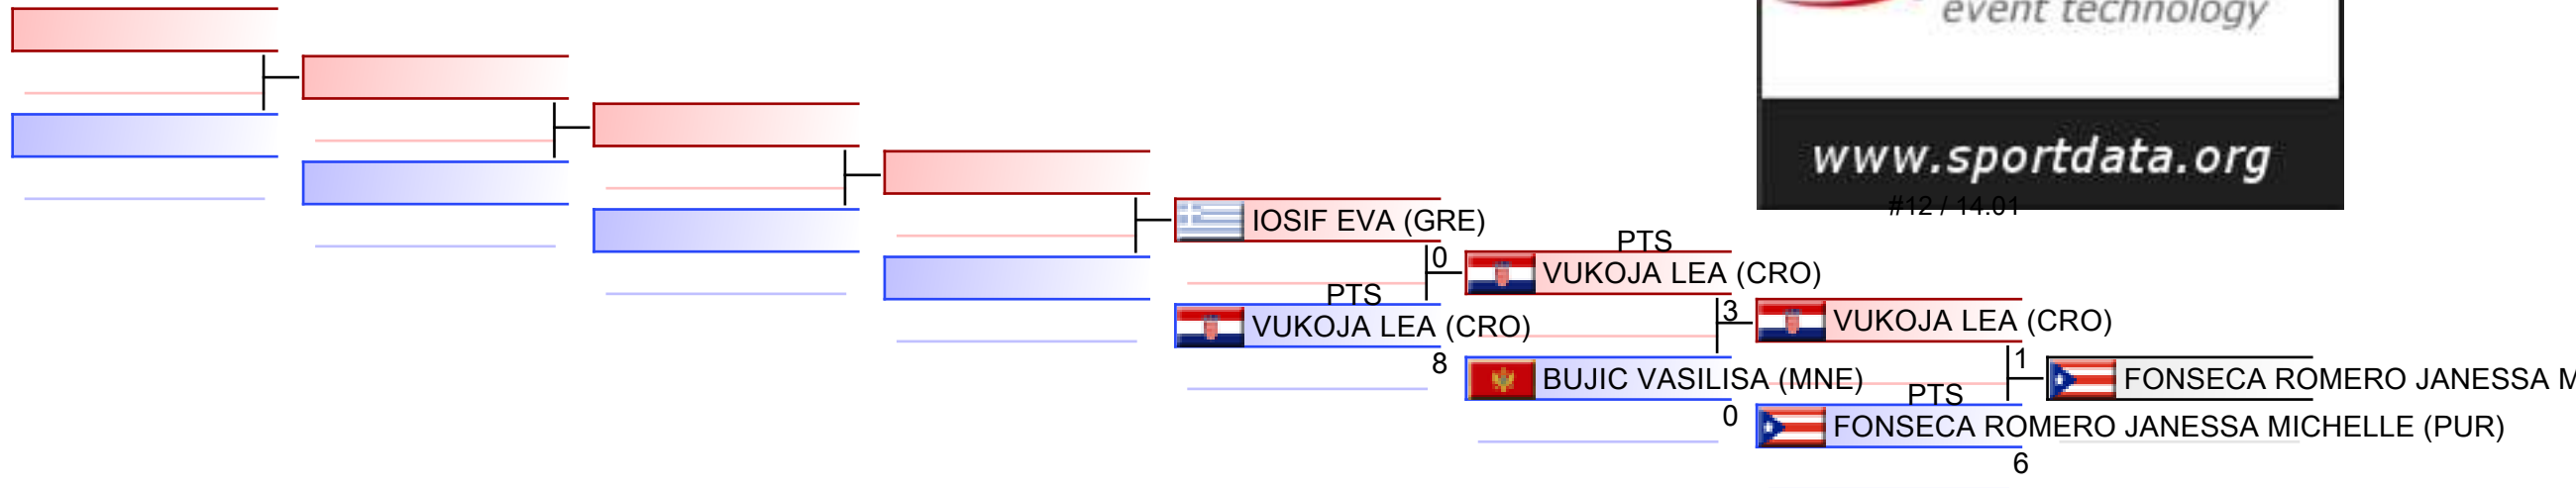 event technology
www.sportdata.org
#12 / 14.01
IOSIF EVA (GRE)
0
PTS
VUKOJA LEA (CRO)
8
PTS
VUKOJA LEA (CRO)
3
BUJIC VASILISA (MNE)
0
VUKOJA LEA (CRO)
1
PTS
FONSECA ROMERO JANESSA MICHELLE (PUR)
6
FONSECA ROMERO JANESSA M